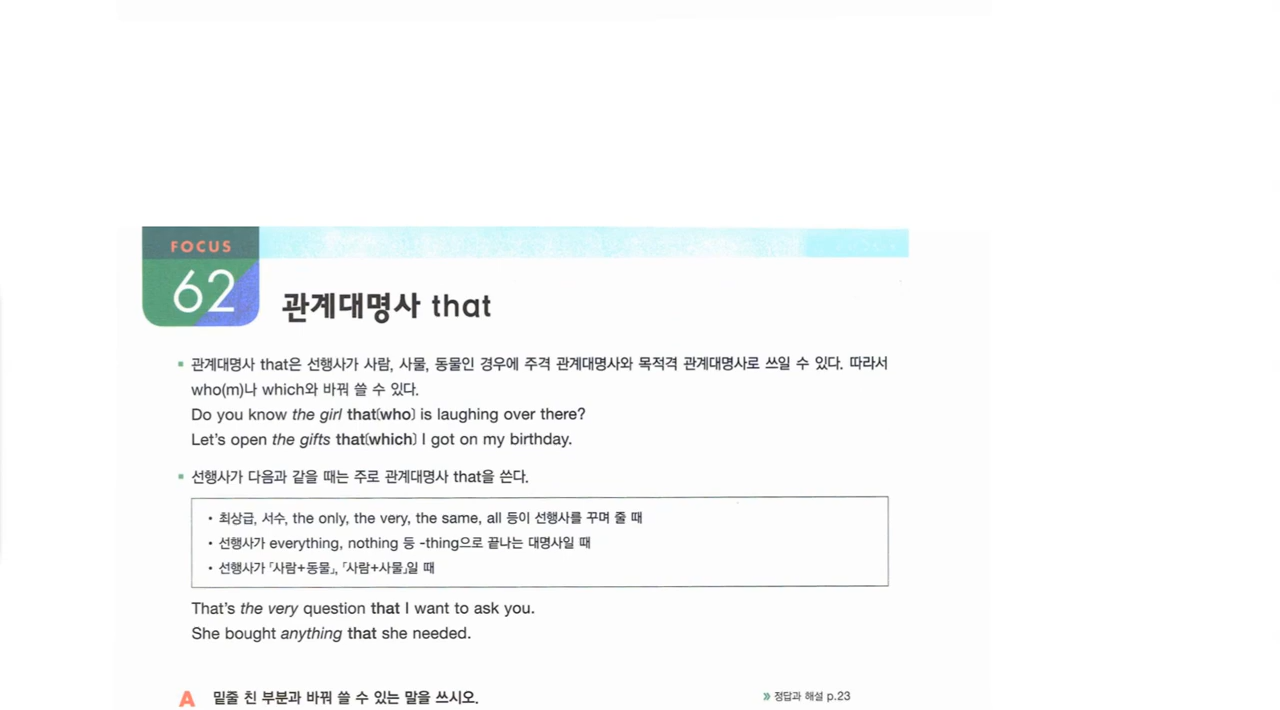 FOCUS
62
관계대명사 that
▪ 관계대명사 that은 선행사가 사람, 사물, 동물인 경우에 주격 관계대명사와 목적격 관계대명사로 쓰일 수 있다. 따라서
who(m)나 which와 바꿔 쓸 수 있다.
Do you know the girl that(who) is laughing over there?
Let's open the gifts that(which) I got on my birthday.
▪ 선행사가 다음과 같을 때는 주로 관계대명사 that을 쓴다.
• 최상급, 서수, the only, the very, the same, all 등이 선행사를 꾸며 줄 때
• 선행사가 everything, nothing 등 -thing으로 끝나는 대명사일 때
• 선행사가 「사람+동물」, 「사람+사물」일 때
That's the very question that I want to ask you.
She bought anything that she needed.
A 밑줄 친 부분과 바꿔 쓸 수 있는 말을 쓰시오.
» 정답과 해설 p.23